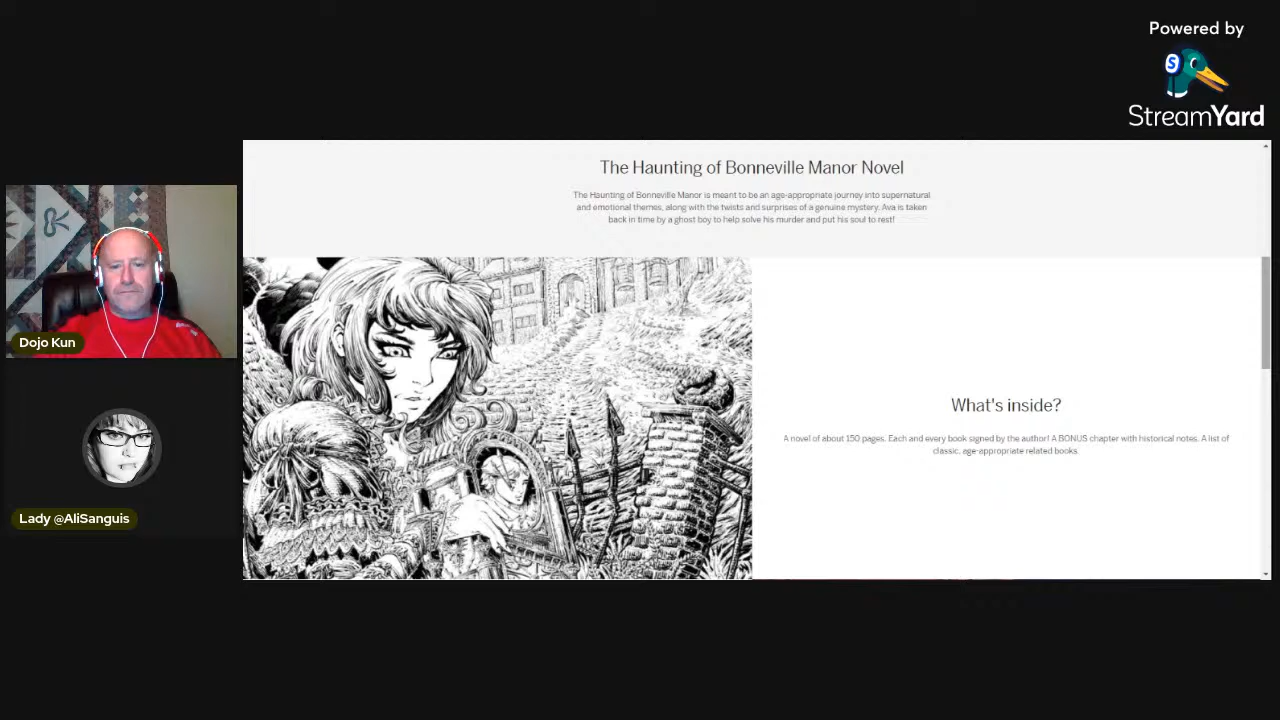 Powered by
StreamYard
The Haunting of Bonneville Manor Novel
The Haunting of Bonneville Manor is meant to be an age-appropriate journey into supernatural
and emotional themes, along with the twists and surprises of a genuine mystery. Ava is taken
back in time by a ghost boy to help solve his murder and put his soul to rest!
Dojo Kun
What's inside?
A novel of about 150 pages. Each and every book signed by the author! A BONUS chapter with historical notes. A list of
classic, age-appropriate related books.
Lady @AliSanguis